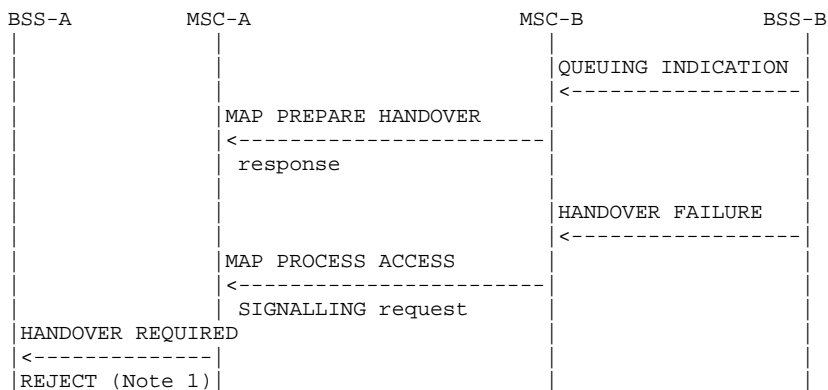 BSS-A MSC-A MSC-B BSS-B
QUEUING INDICATION
MAP PREPARE HANDOVER
response
HANDOVER FAILURE
MAP PROCESS ACCESS
SIGNALLING request
HANDOVER REQUIRED
REJECT (Note 1)